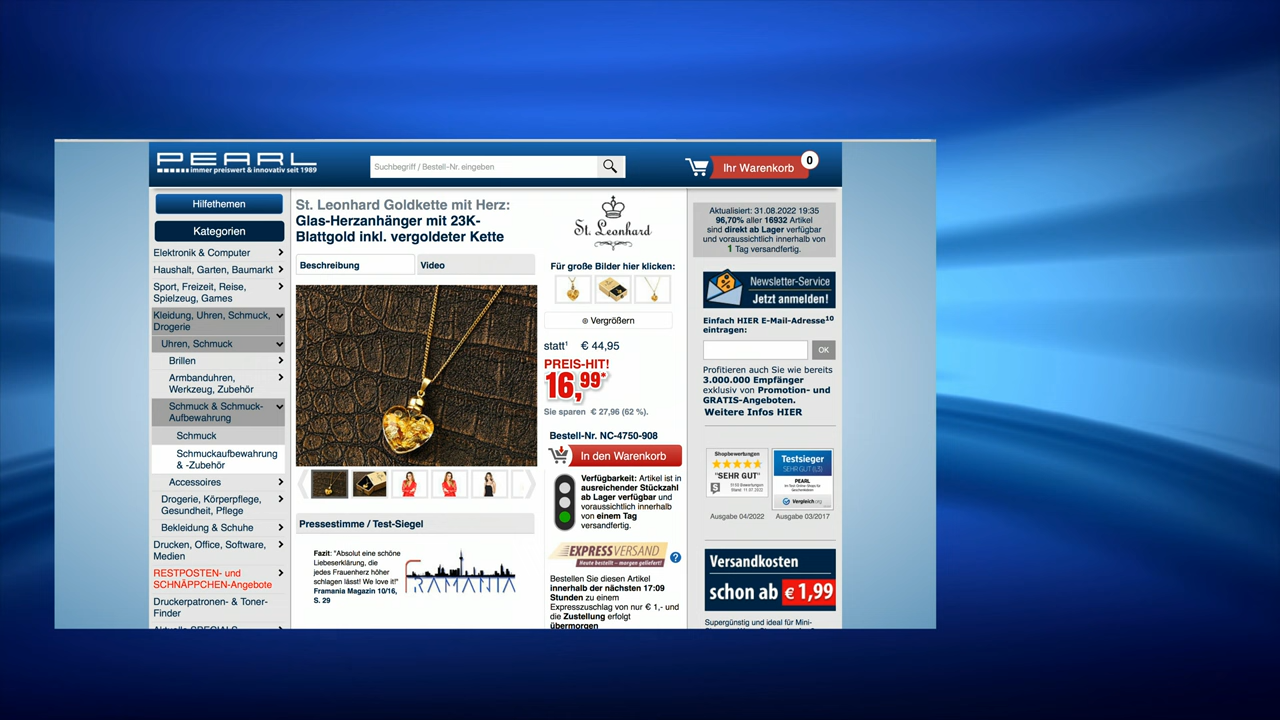 PEARL
immer preiswert & innovativ seit 1989
Suchbegriff / Bestell-Nr. eingeben
Ihr Warenkorb
0
Hilfethemen
Kategorien
Elektronik & Computer
Haushalt, Garten, Baumarkt
Sport, Freizeit, Reise,
Spielzeug, Games
Kleidung, Uhren, Schmuck,
Drogerie
Uhren, Schmuck
Brillen
Armbanduhren,
Werkzeug, Zubehör
Schmuck & Schmuck-
Aufbewahrung
Schmuck
Schmuckaufbewahrung
& -Zubehör
Accessoires
Drogerie, Körperpflege,
Gesundheit, Pflege
Bekleidung & Schuhe
Drucken, Office, Software,
Medien
RESTPOSTEN- und
SCHNÄPPCHEN-Angebote
Druckerpatronen- & Toner-
Finder
Aktuelle SPECIALS
St. Leonhard Goldkette mit Herz:
Glas-Herzanhänger mit 23K-
Blattgold inkl. vergoldeter Kette
Beschreibung
Video
Pressestimme / Test-Siegel
Fazit: "Absolut eine schöne
Liebeserklärung, die
jedes Frauenherz höher
schlagen lässt! We love it!"
Framania Magazin 10/16,
S. 29
FRAMANIA
St. Leonhard
Für große Bilder hier klicken:
Vergrößern
statt¹ € 44,95
PREIS-HIT!
16,99*
Sie sparen € 27,96 (62 %).
Bestell-Nr. NC-4750-908
In den Warenkorb
Verfügbarkeit: Artikel ist in
ausreichender Stückzahl
ab Lager verfügbar und
voraussichtlich innerhalb
von einem Tag
versandfertig.
EXPRESSVERSAND
Heute bestellt – morgen geliefert!
?
Bestellen Sie diesen Artikel
innerhalb der nächsten 17:09
Stunden zu einem
Expresszuschlag von nur € 1,- und
die Zustellung erfolgt
übermorgen
Aktualisiert: 31.08.2022 19:35
96,70% aller 16932 Artikel
sind direkt ab Lager verfügbar
und voraussichtlich innerhalb von
1 Tag versandfertig.
Newsletter-Service
Jetzt anmelden!
Einfach HIER E-Mail-Adresse¹⁰
eintragen:
OK
Profitieren auch Sie wie bereits
3.000.000 Empfänger
exklusiv von Promotion- und
GRATIS-Angeboten.
Weitere Infos HIER
Shopbewertungen
"SEHR GUT"
Testsieger
SEHR GUT (1,3)
PEARL
Vergleich.org
Ausgabe 04/2022
Ausgabe 03/2017
Versandkosten
schon ab € 1,99
Supergünstig und ideal für Mini-